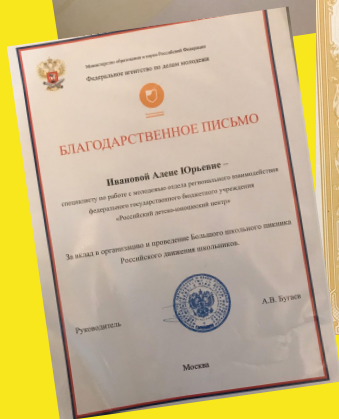 Министерство образования и науки Российской Федерации
Федеральное агентство по делам молодежи
БЛАГОДАРСТВЕННОЕ ПИСЬМО
Ивановой Алене Юрьевне –
специалисту по работе с молодежью отдела регионального взаимодействия
федерального государственного бюджетного учреждения
«Российский детско-юношеский центр»
За вклад в организацию и проведение Большого школьного пикника
Российского движения школьников.
Руководитель
А.В. Бугаев
Москва